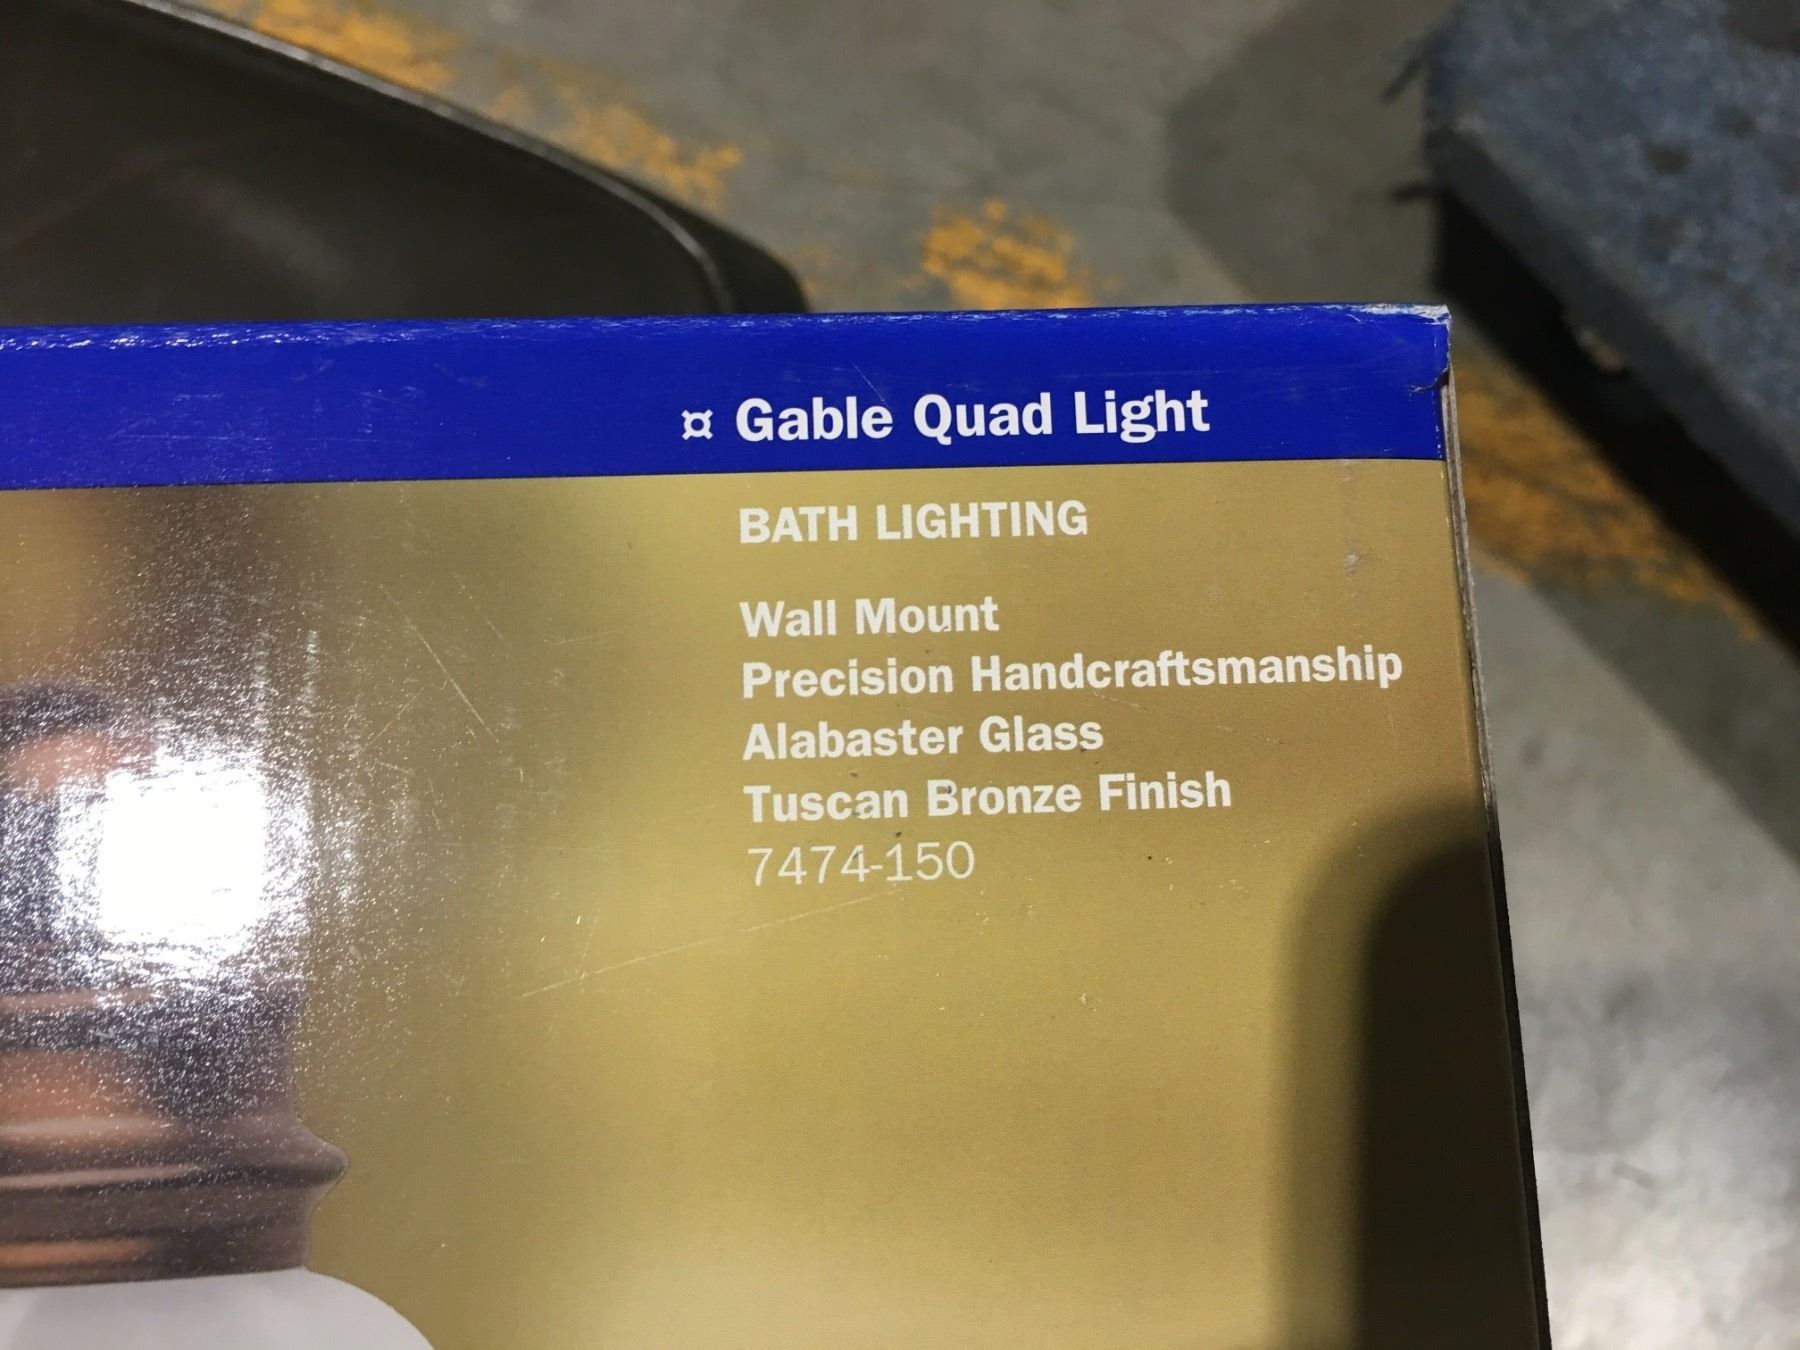 ¤ Gable Quad Light
BATH LIGHTING
Wall Mount
Precision Handcraftsmanship
Alabaster Glass
Tuscan Bronze Finish
7474-150